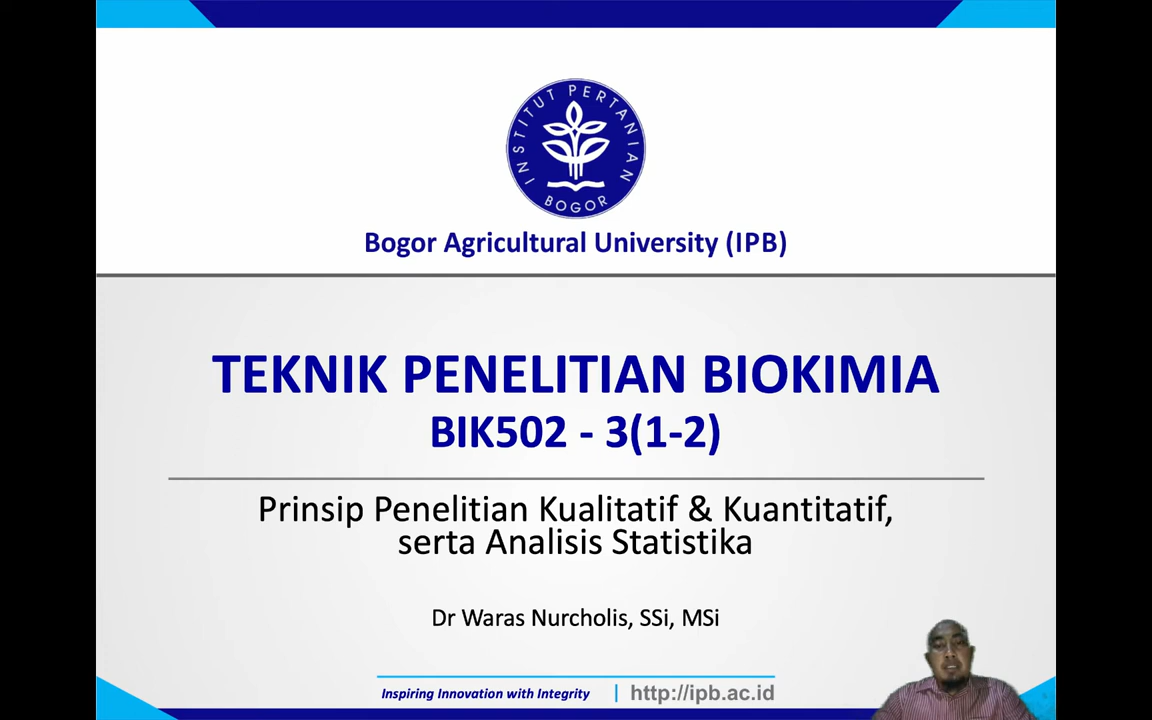 INSTITUT PERTANIAN
BOGOR
Bogor Agricultural University (IPB)
TEKNIK PENELITIAN BIOKIMIA
BIK502 - 3(1-2)
Prinsip Penelitian Kualitatif & Kuantitatif,
serta Analisis Statistika
Dr Waras Nurcholis, SSi, MSi
Inspiring Innovation with Integrity | http://ipb.ac.id